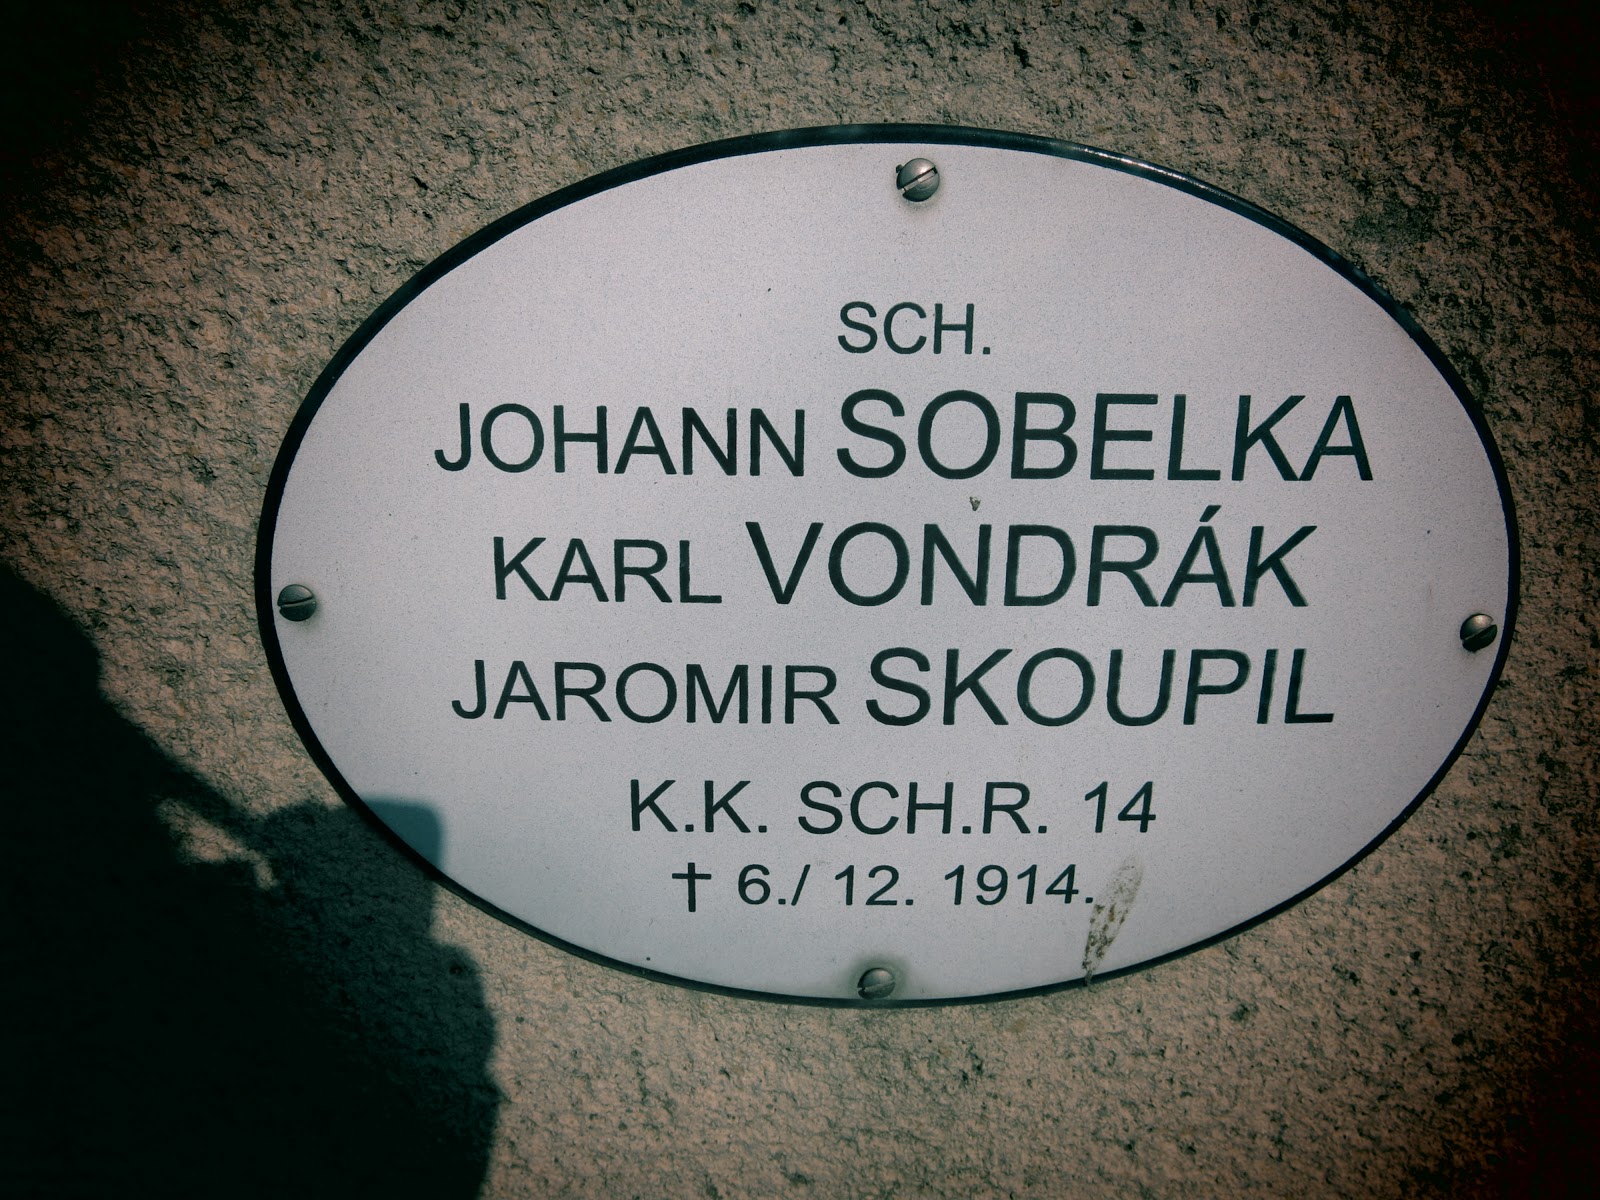 SCH.
JOHANN SOBELKA
KARL VONDRÁK
JAROMIR SKOUPIL
K.K. SCH.R. 14
† 6./ 12. 1914.